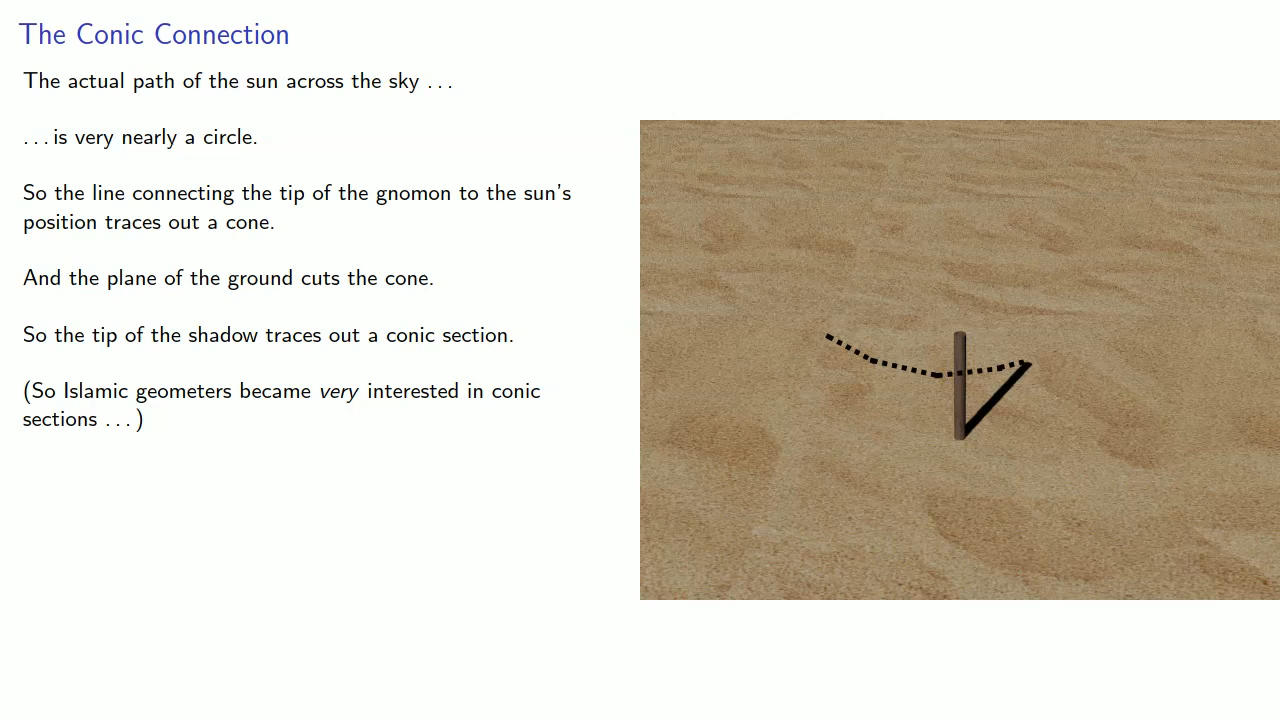 The Conic Connection
The actual path of the sun across the sky . . .
. . . is very nearly a circle.
So the line connecting the tip of the gnomon to the sun's
position traces out a cone.
And the plane of the ground cuts the cone.
So the tip of the shadow traces out a conic section.
(So Islamic geometers became very interested in conic
sections . . . )